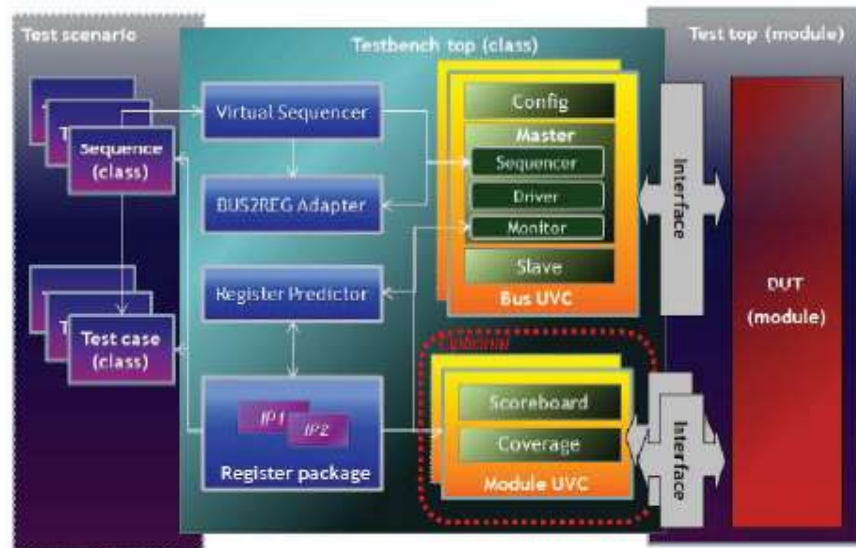 Test scenario
Testbench top (class)
Test top (module)
T
T
Sequence
(class)
T
T
Test case
(class)
Virtual Sequencer
BUS2REG Adapter
Register Predictor
IP1
IP2
Register package
Config
Master
Sequencer
Driver
Monitor
Slave
Bus UVC
Optional
Scoreboard
Coverage
Module UVC
Interface
Interface
DUT
(module)